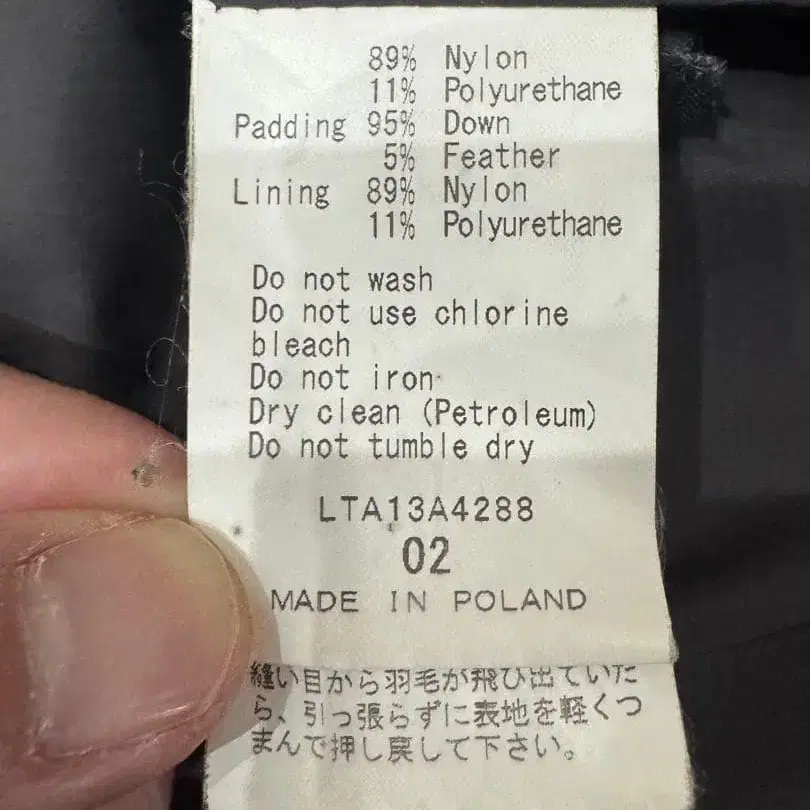 89% Nylon
11% Polyurethane
Padding 95% Down
5% Feather
Lining 89% Nylon
11% Polyurethane
Do not wash
Do not use chlorine
bleach
Do not iron
Dry clean (Petroleum)
Do not tumble dry
LTA13A4288
02
MADE IN POLAND
縫い目から羽毛が飛び出ていた
ら、引っ張らずに表地を軽くつ
まんで押し戻して下さい。